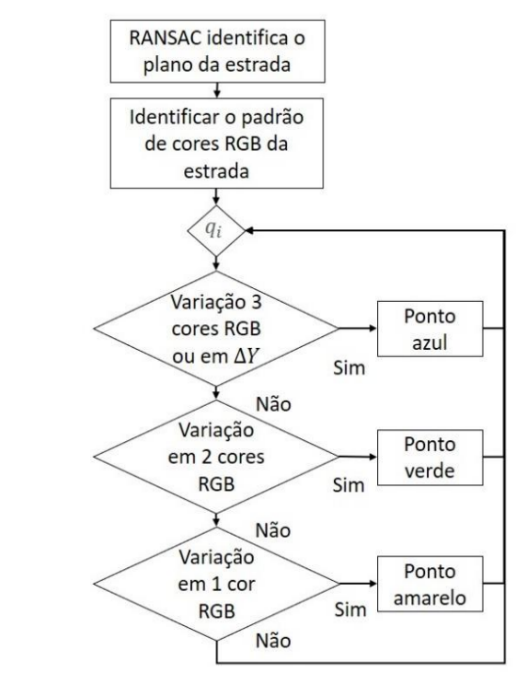 RANSAC identifica o
plano da estrada
Identificar o padrão
de cores RGB da
estrada
qᵢ
Variação 3
cores RGB
ou em ΔY
Sim
Ponto
azul
Não
Variação
em 2 cores
RGB
Sim
Ponto
verde
Não
Variação
em 1 cor
RGB
Sim
Ponto
amarelo
Não